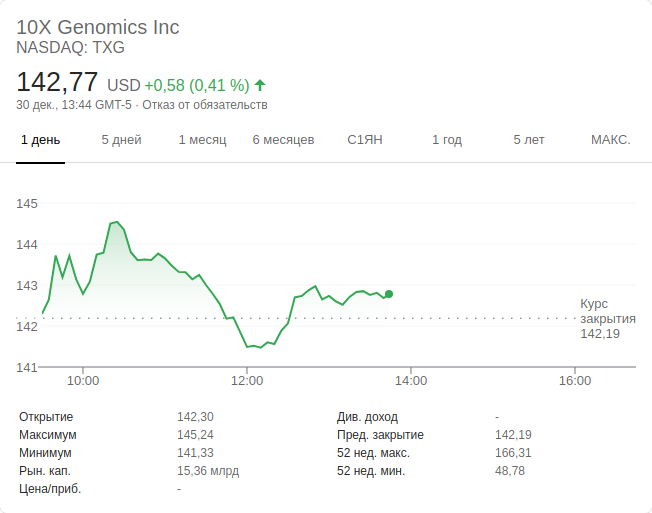 10X Genomics Inc
NASDAQ: TXG
142,77 USD +0,58 (0,41 %)
30 дек., 13:44 GMT-5 · Отказ от обязательств
1 день 5 дней 1 месяц 6 месяцев С1ЯН 1 год 5 лет МАКС.
145
144
143
142
141
Курс
закрытия
142,19
10:00 12:00 14:00 16:00
Открытие 142,30 Див. доход -
Максимум 145,24 Пред. закрытие 142,19
Минимум 141,33 52 нед. макс. 166,31
Рын. кап. 15,36 млрд 52 нед. мин. 48,78
Цена/приб. -